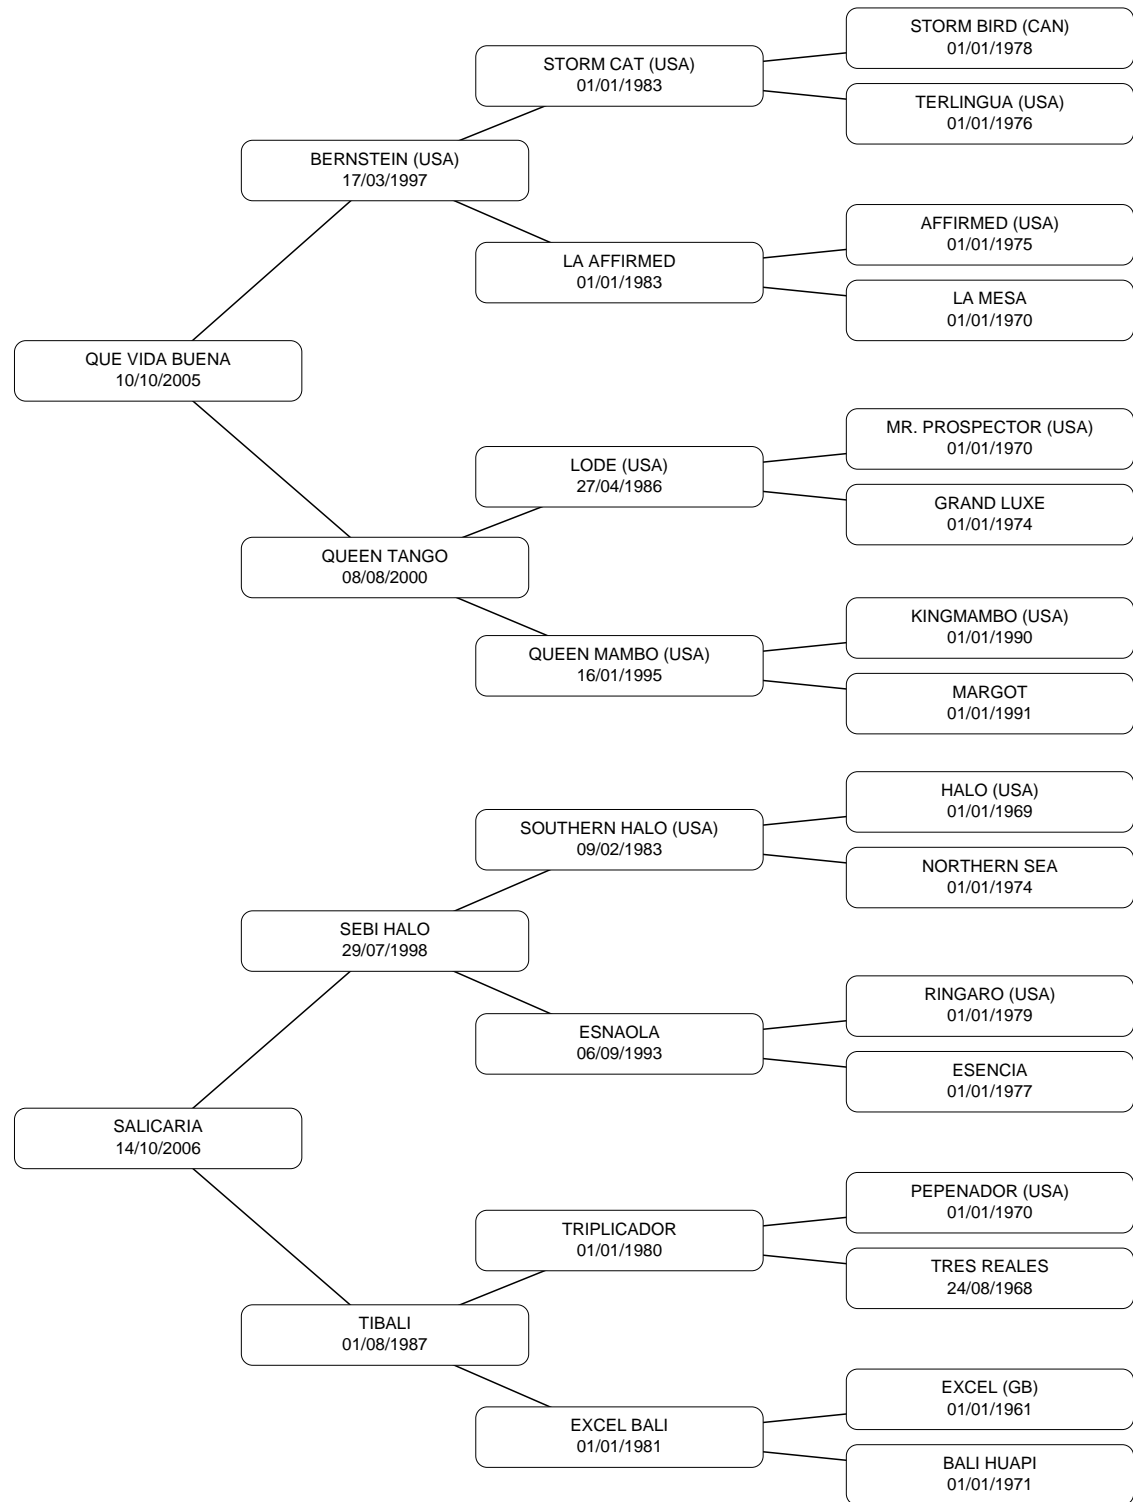 STORM BIRD (CAN)
01/01/1978
STORM CAT (USA)
01/01/1983
TERLINGUA (USA)
01/01/1976
BERNSTEIN (USA)
17/03/1997
AFFIRMED (USA)
01/01/1975
LA AFFIRMED
01/01/1983
LA MESA
01/01/1970
QUE VIDA BUENA
10/10/2005
MR. PROSPECTOR (USA)
01/01/1970
LODE (USA)
27/04/1986
GRAND LUXE
01/01/1974
QUEEN TANGO
08/08/2000
KINGMAMBO (USA)
01/01/1990
QUEEN MAMBO (USA)
16/01/1995
MARGOT
01/01/1991
HALO (USA)
01/01/1969
SOUTHERN HALO (USA)
09/02/1983
NORTHERN SEA
01/01/1974
SEBI HALO
29/07/1998
RINGARO (USA)
01/01/1979
ESNAOLA
06/09/1993
ESENCIA
01/01/1977
SALICARIA
14/10/2006
PEPENADOR (USA)
01/01/1970
TRIPLICADOR
01/01/1980
TRES REALES
24/08/1968
TIBALI
01/08/1987
EXCEL (GB)
01/01/1961
EXCEL BALI
01/01/1981
BALI HUAPI
01/01/1971